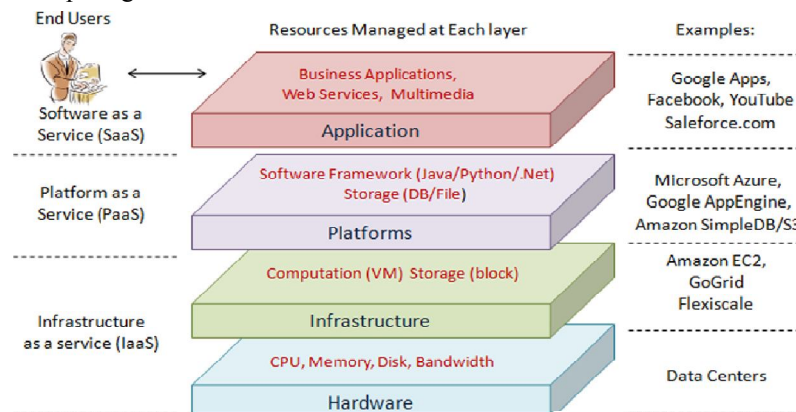 End Users
Resources Managed at Each layer
Examples:
Business Applications,
Web Services, Multimedia
Application
Software as a
Service (SaaS)
Google Apps,
Facebook, YouTube
Saleforce.com
Software Framework (Java/Python/.Net)
Storage (DB/File)
Platforms
Platform as a
Service (PaaS)
Microsoft Azure,
Google AppEngine,
Amazon SimpleDB/S3
Computation (VM) Storage (block)
Infrastructure
Amazon EC2,
GoGrid
Flexiscale
Infrastructure
as a service (IaaS)
CPU, Memory, Disk, Bandwidth
Hardware
Data Centers